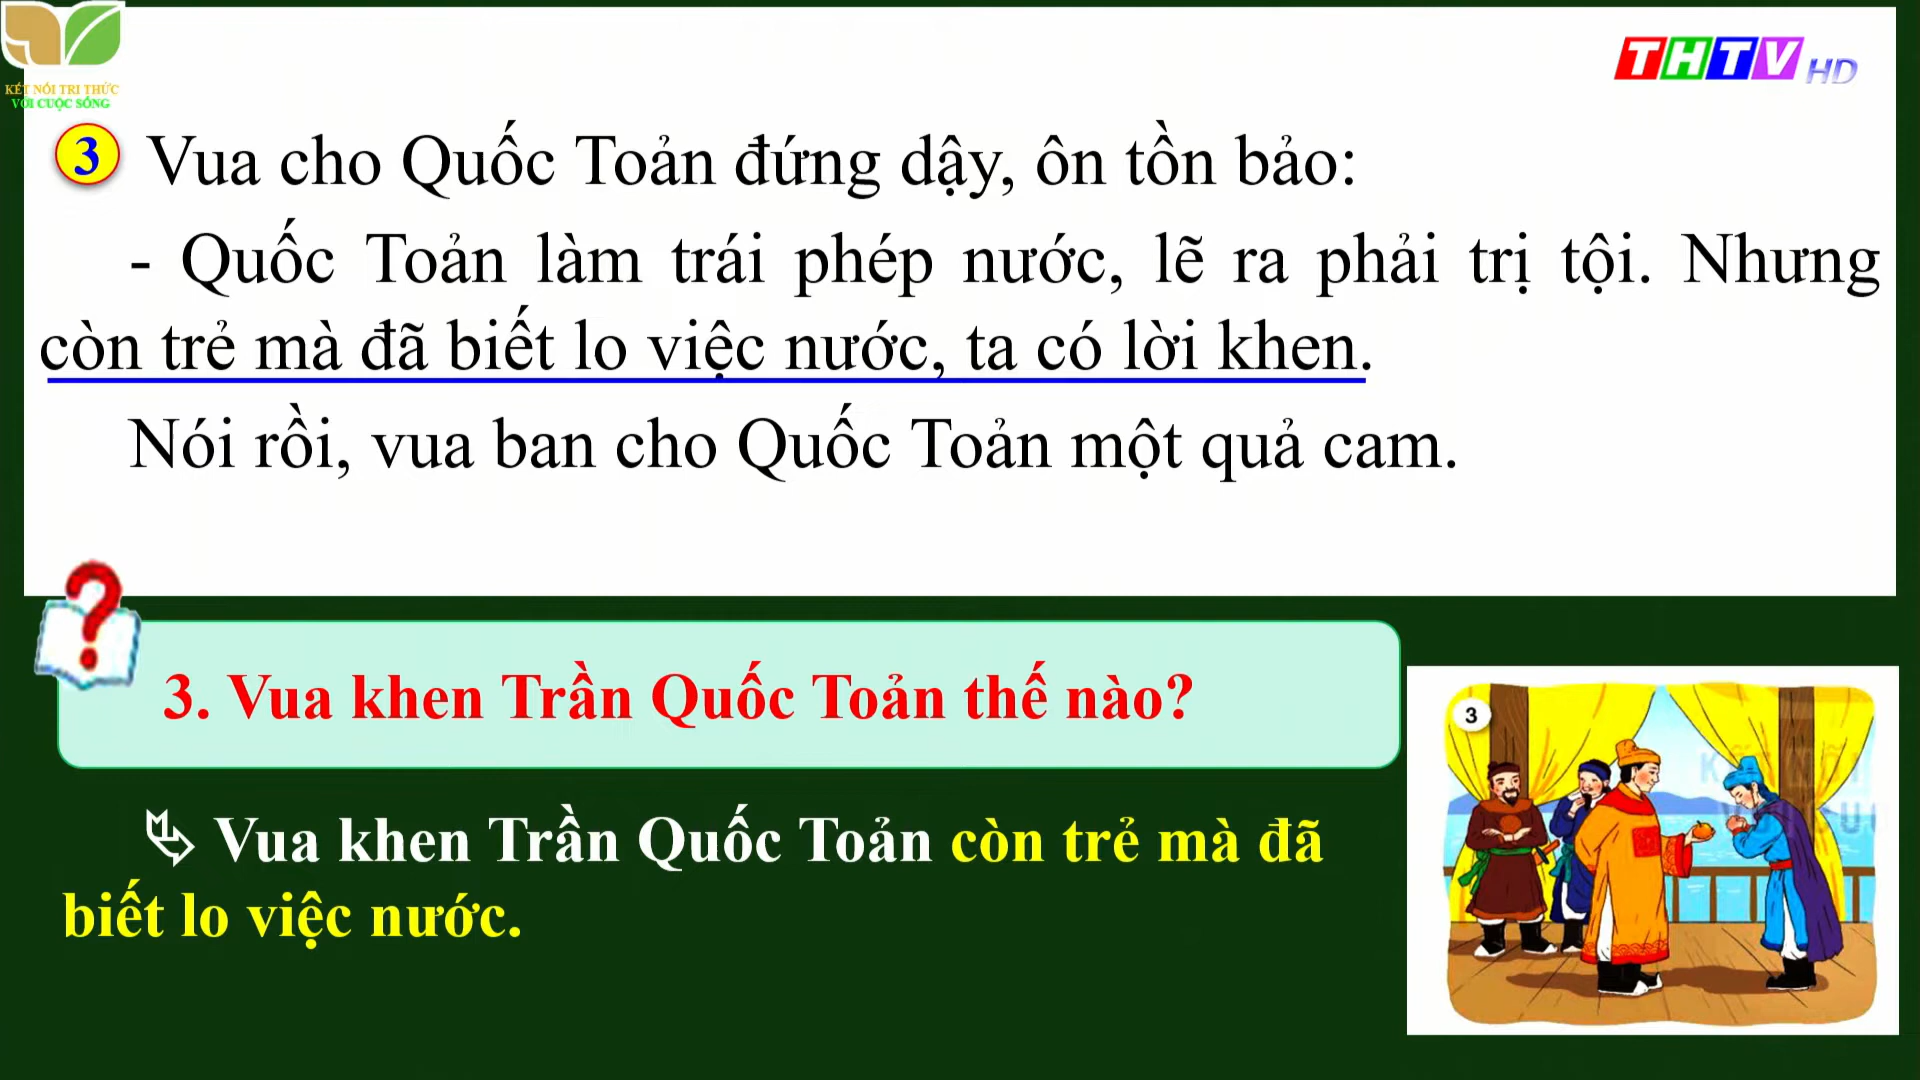 KẾT NỐI TRI THỨC
VỚI CUỘC SỐNG
THTV HD
3 Vua cho Quốc Toản đứng dậy, ôn tồn bảo:
- Quốc Toản làm trái phép nước, lẽ ra phải trị tội. Nhưng
còn trẻ mà đã biết lo việc nước, ta có lời khen.
Nói rồi, vua ban cho Quốc Toản một quả cam.
?
3. Vua khen Trần Quốc Toản thế nào?
Vua khen Trần Quốc Toản còn trẻ mà đã
biết lo việc nước.
3